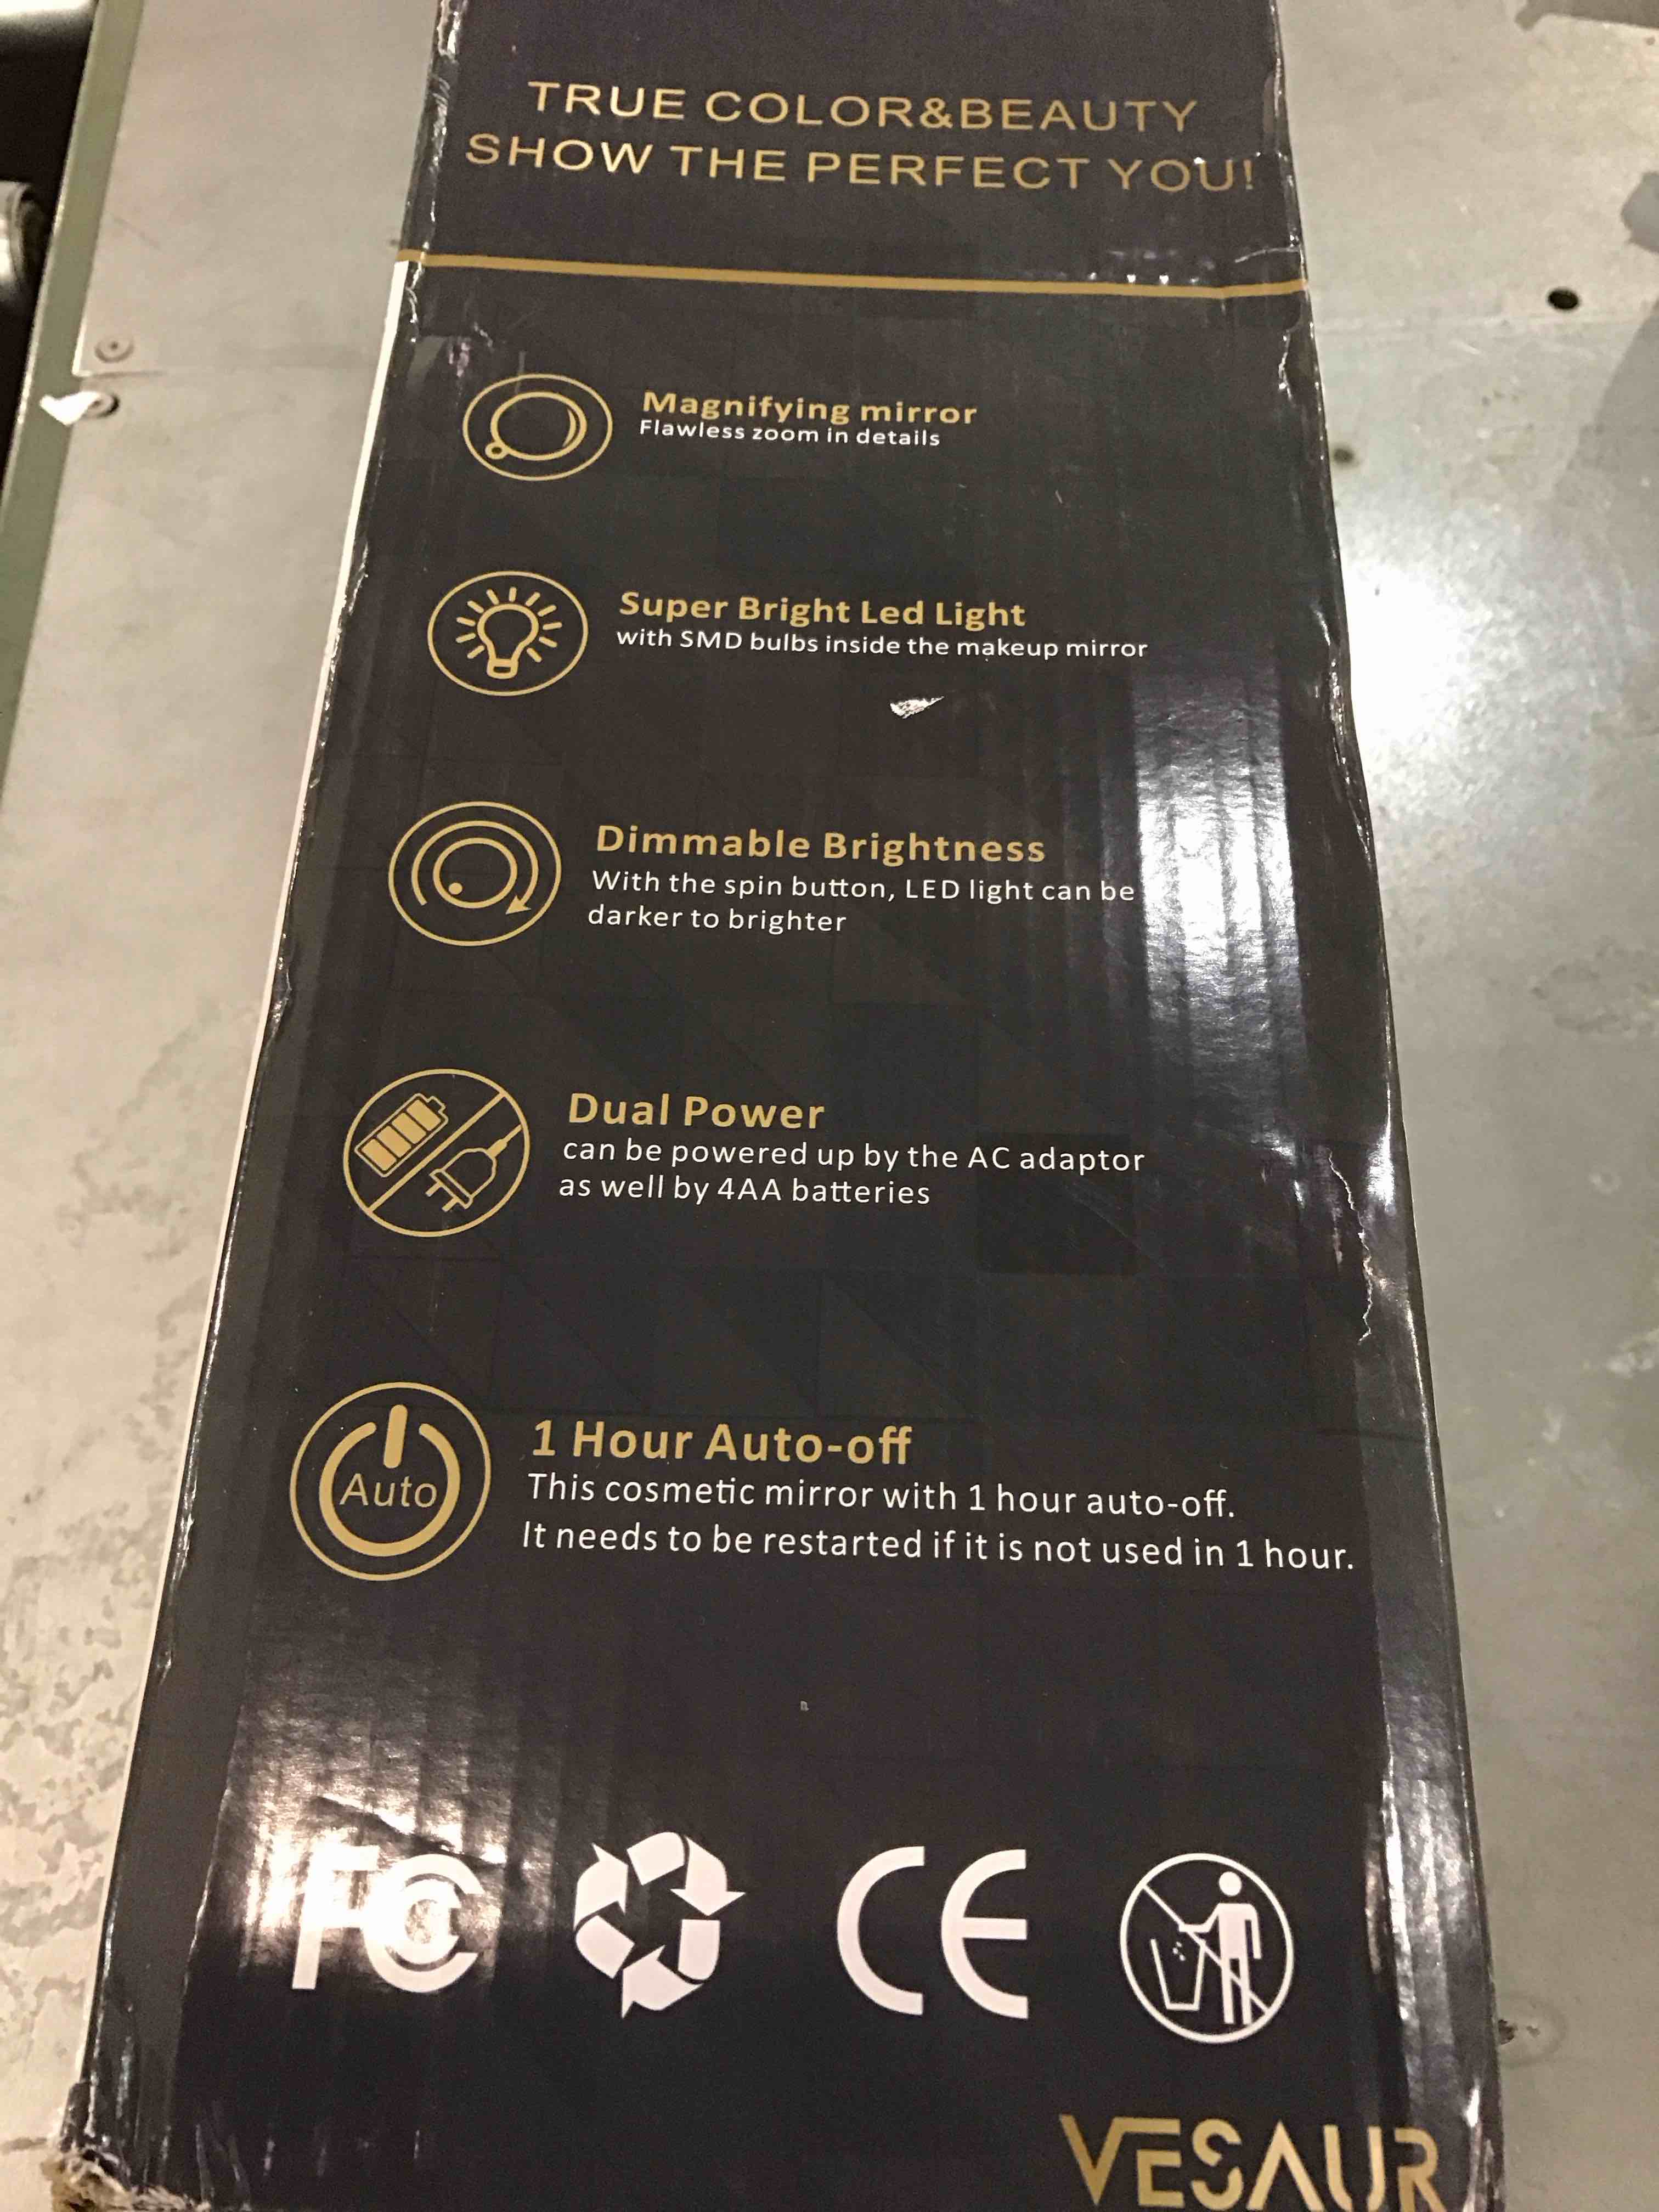 TRUE COLOR&BEAUTY
SHOW THE PERFECT YOU!
Magnifying mirror
Flawless zoom in details
Super Bright Led Light
with SMD bulbs inside the makeup mirror
Dimmable Brightness
With the spin button, LED light can be
darker to brighter
Dual Power
can be powered up by the AC adaptor
as well by 4AA batteries
Auto
1 Hour Auto-off
This cosmetic mirror with 1 hour auto-off.
It needs to be restarted if it is not used in 1 hour.
FC CE
VESAUR